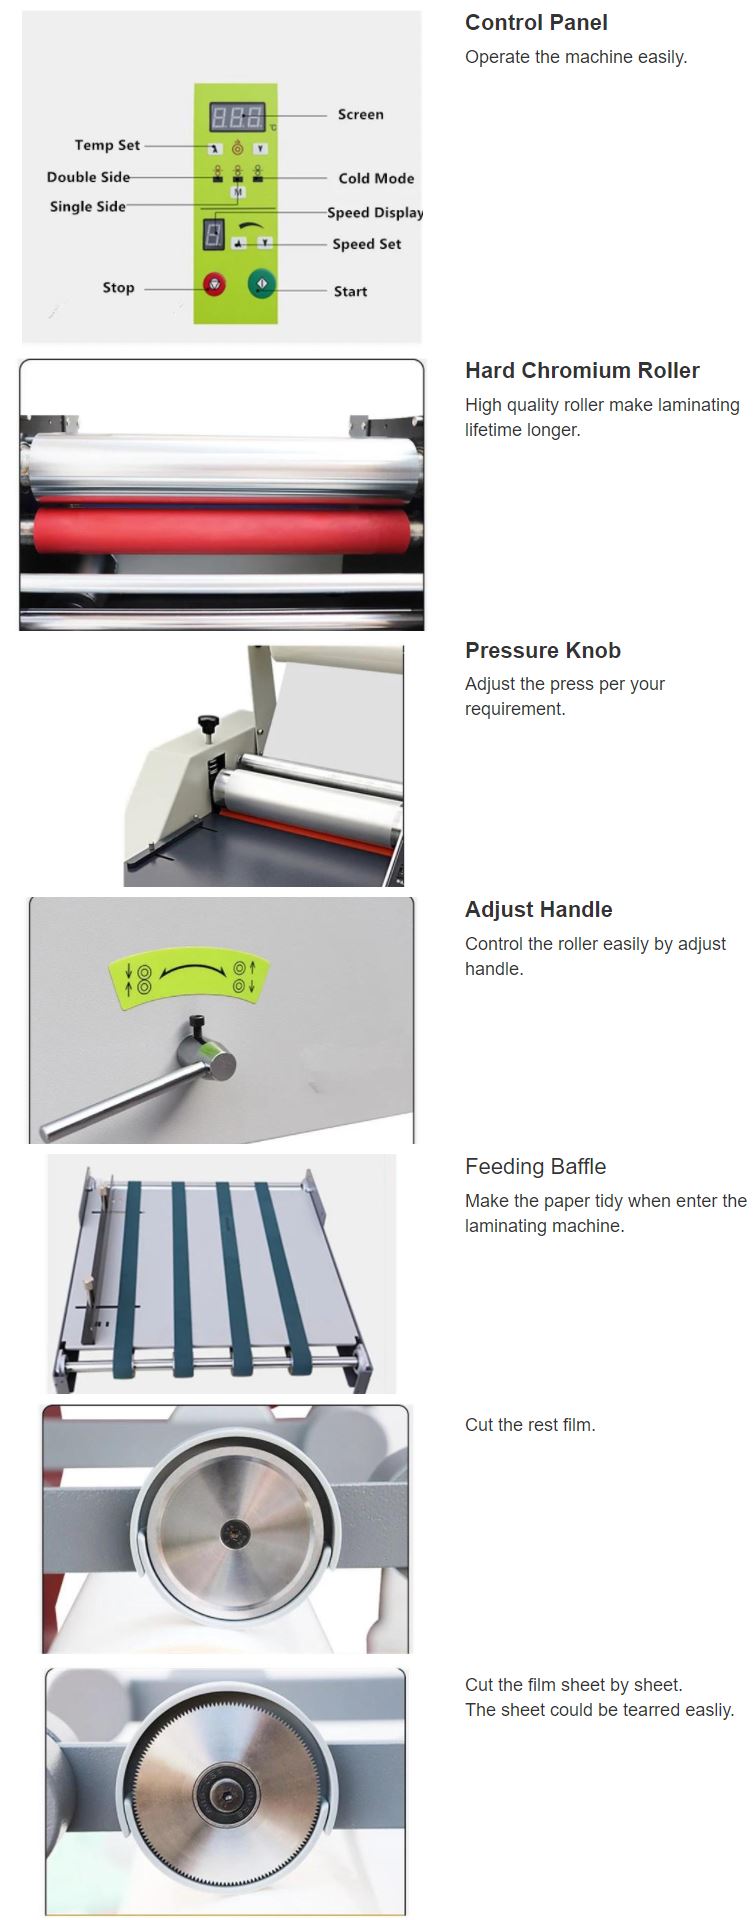 Control Panel
Operate the machine easily.
Screen
°C
Temp Set
Double Side
Cold Mode
M
Single Side
Speed Display
Speed Set
Stop
Start
Hard Chromium Roller
High quality roller make laminating
lifetime longer.
Pressure Knob
Adjust the press per your
requirement.
Adjust Handle
Control the roller easily by adjust
handle.
Feeding Baffle
Make the paper tidy when enter the
laminating machine.
Cut the rest film.
Cut the film sheet by sheet.
The sheet could be tearred easliy.